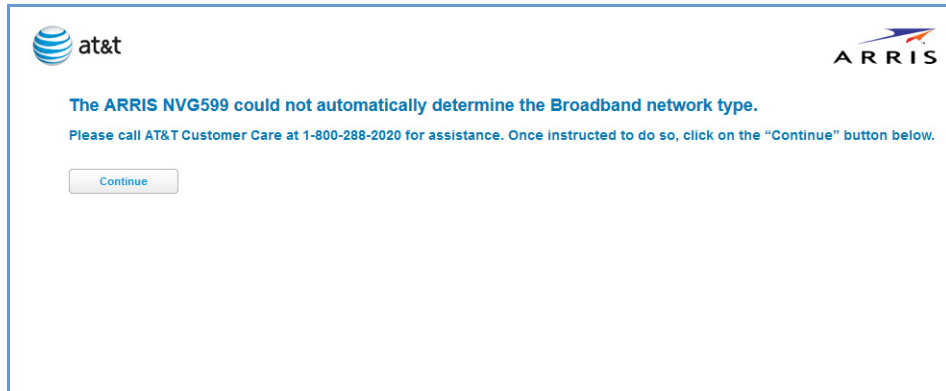 at&t
ARRIS
The ARRIS NVG599 could not automatically determine the Broadband network type.
Please call AT&T Customer Care at 1-800-288-2020 for assistance. Once instructed to do so, click on the “Continue” button below.
Continue